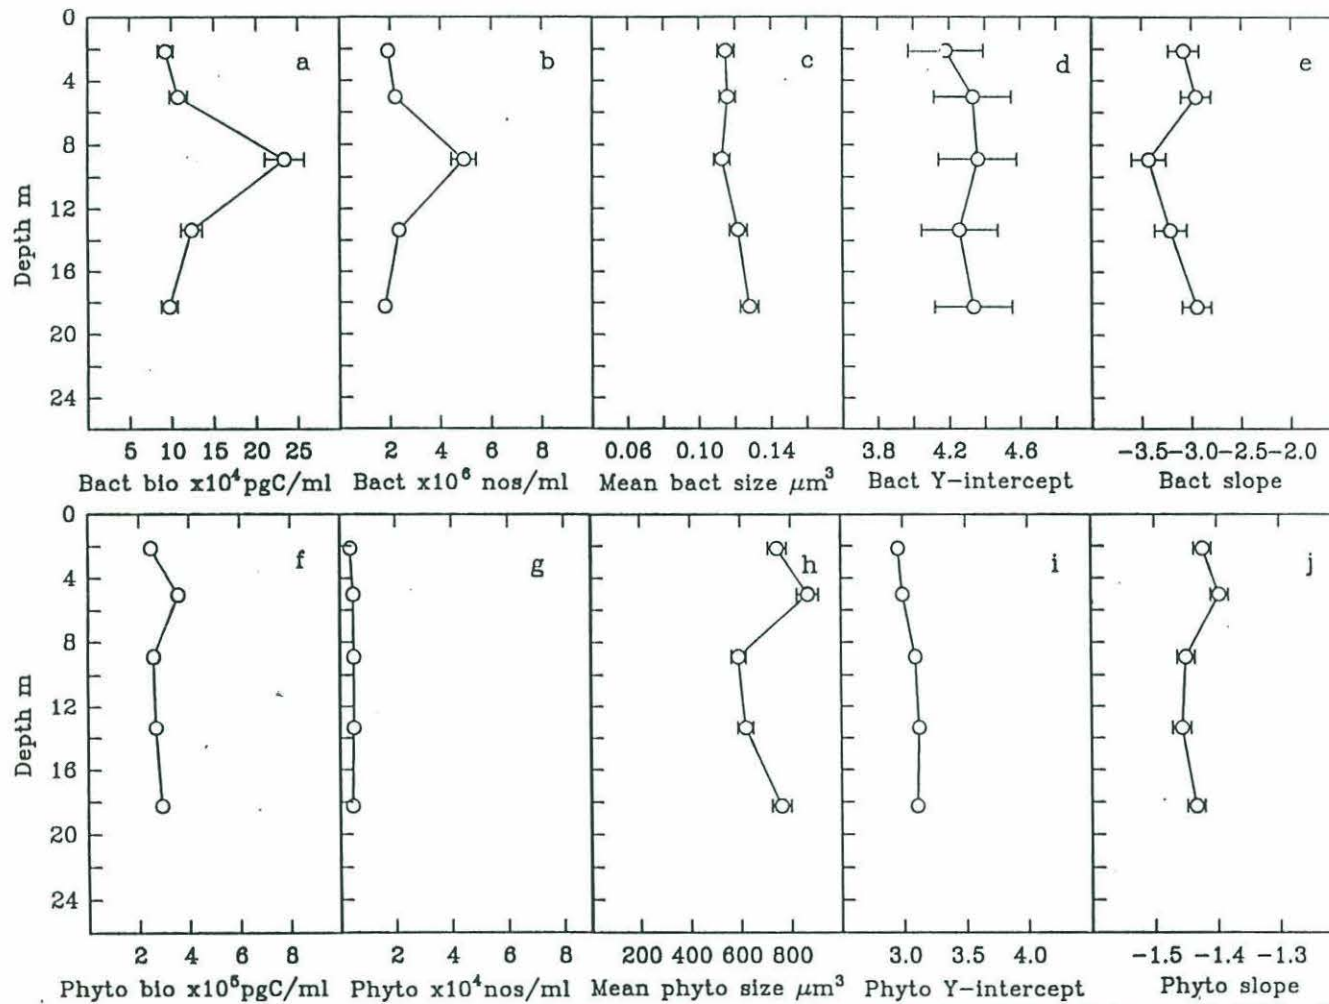 0
4
8
12
16
20
24
Depth m
a
b
c
d
e
5 10 15 20 25
2 4 6 8
0.06 0.10 0.14
3.8 4.2 4.6
-3.5 -3.0 -2.5 -2.0
Bact bio x10⁴pgC/ml
Bact x10⁶ nos/ml
Mean bact size μm³
Bact Y-intercept
Bact slope
0
4
8
12
16
20
24
Depth m
f
g
h
i
j
2 4 6 8
2 4 6 8
200 400 600 800
3.0 3.5 4.0
-1.5 -1.4 -1.3
Phyto bio x10⁵pgC/ml
Phyto x10⁴nos/ml
Mean phyto size μm³
Phyto Y-intercept
Phyto slope